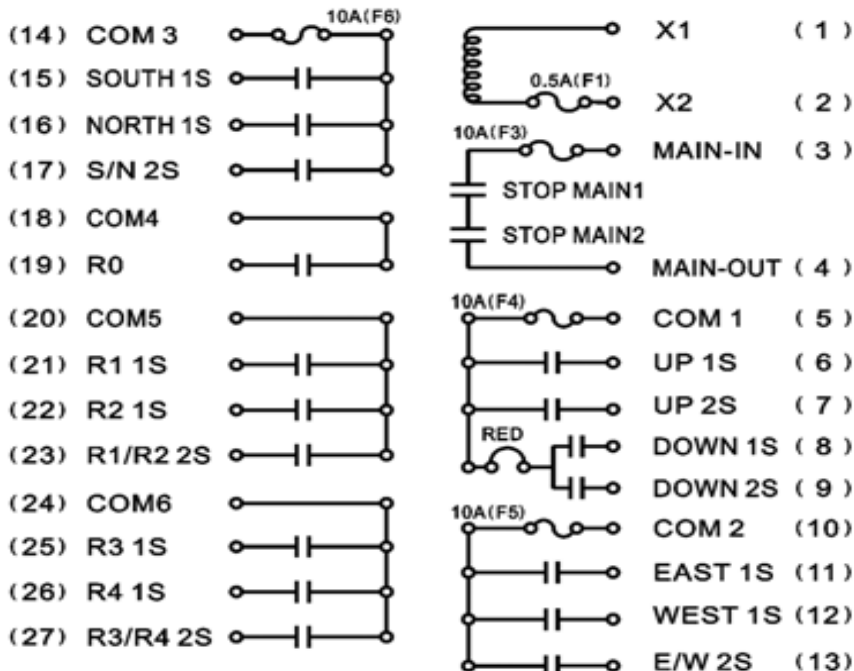 10A(F6)
(14) COM 3
(15) SOUTH 1S
(16) NORTH 1S
(17) S/N 2S
(18) COM4
(19) R0
(20) COM5
(21) R1 1S
(22) R2 1S
(23) R1/R2 2S
(24) COM6
(25) R3 1S
(26) R4 1S
(27) R3/R4 2S
X1 (1)
0.5A(F1)
X2 (2)
10A(F3)
MAIN-IN (3)
STOP MAIN1
STOP MAIN2
MAIN-OUT (4)
10A(F4)
COM 1 (5)
UP 1S (6)
UP 2S (7)
RED
DOWN 1S (8)
DOWN 2S (9)
10A(F5)
COM 2 (10)
EAST 1S (11)
WEST 1S (12)
E/W 2S (13)